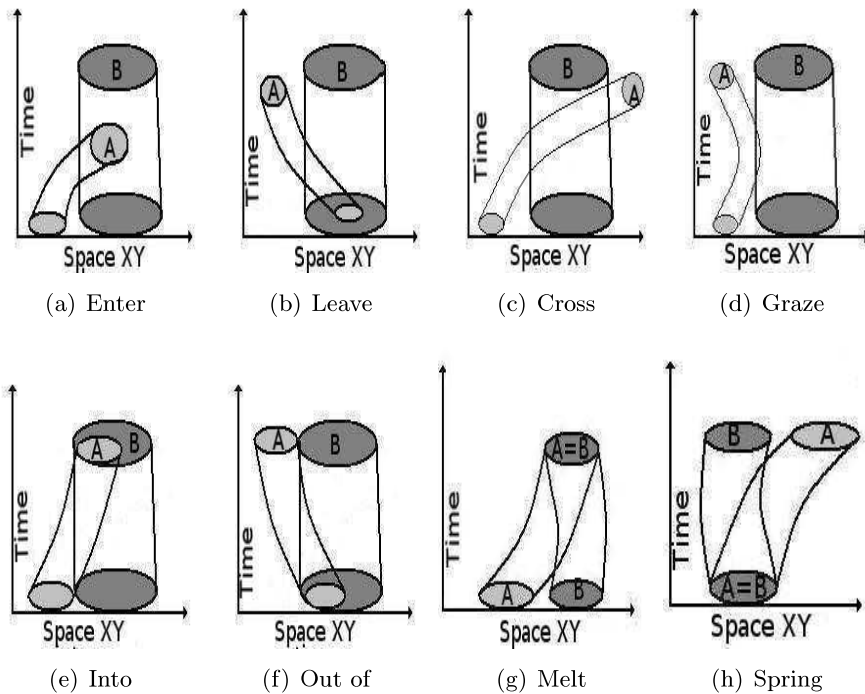 B B B B
A A A A
Time Time Time Time
Space XY Space XY Space XY Space XY
(a) Enter (b) Leave (c) Cross (d) Graze
A B A B A=B B A
Time Time Time Time
A B A=B
Space XY Space XY Space XY Space XY
(e) Into (f) Out of (g) Melt (h) Spring